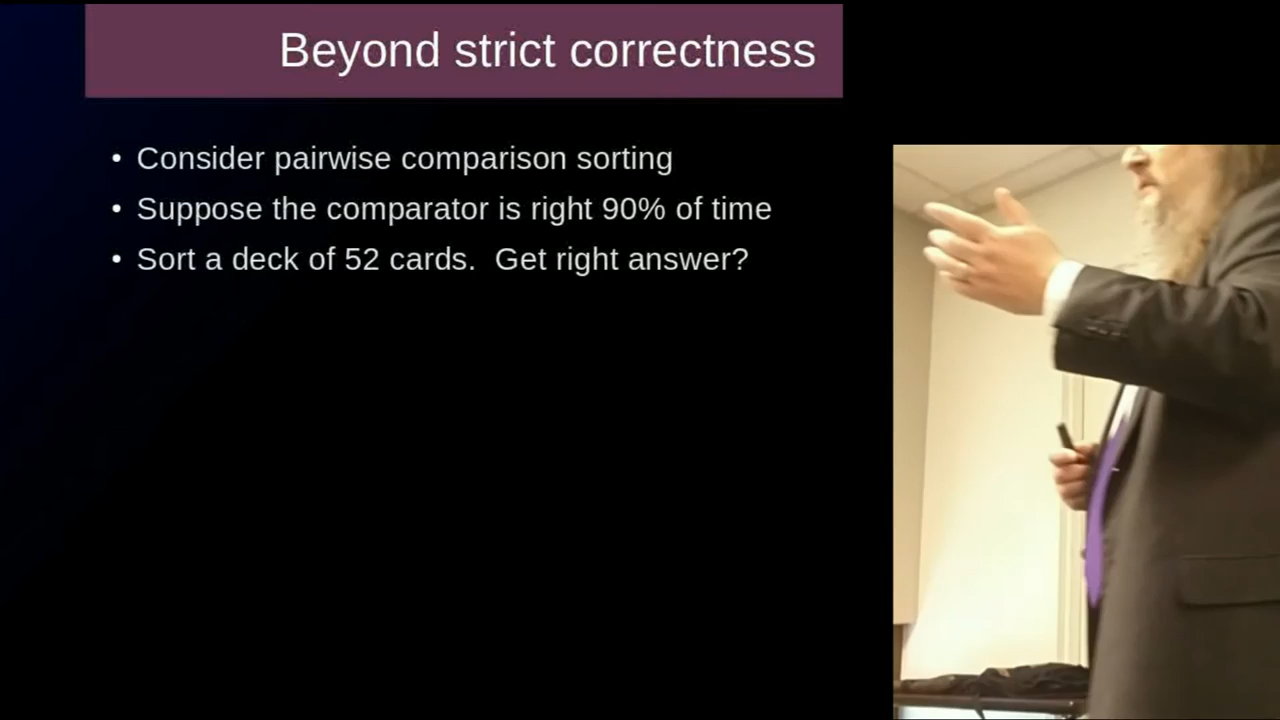 Beyond strict correctness
• Consider pairwise comparison sorting
• Suppose the comparator is right 90% of time
• Sort a deck of 52 cards.  Get right answer?